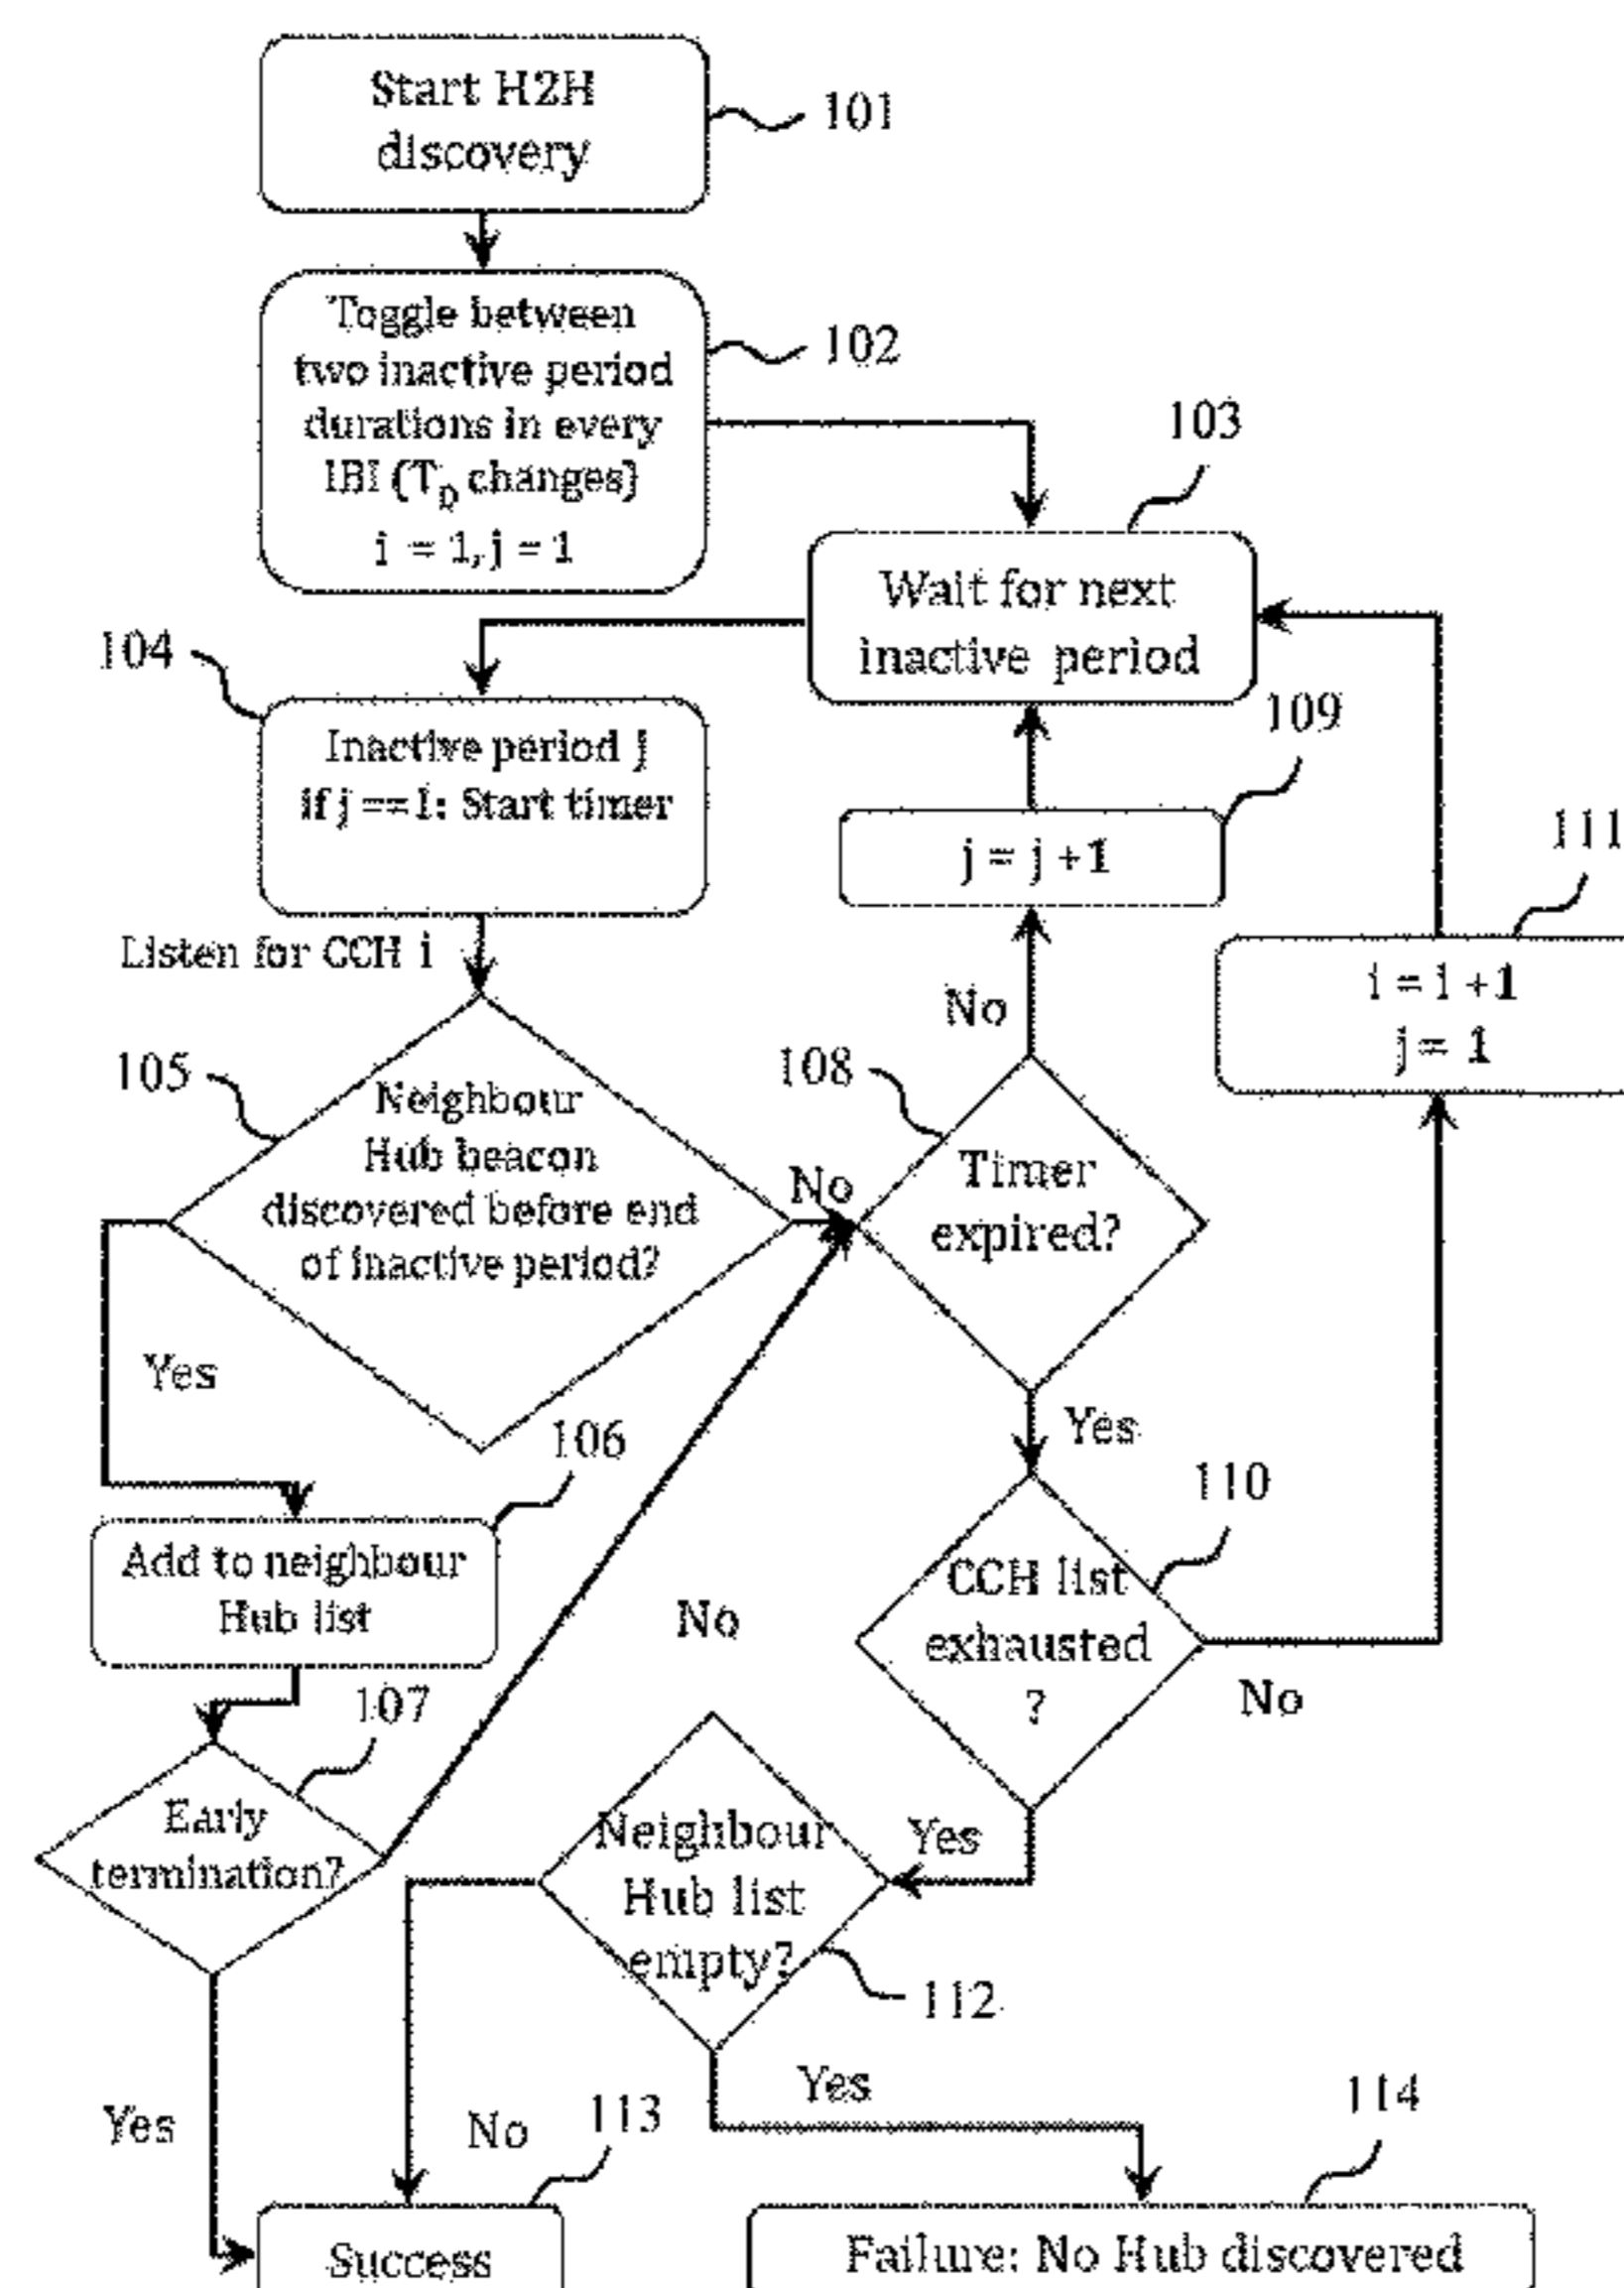 Start H2H
discovery
101
Toggle between
two inactive period
durations in every
IBI (TD changes)
i = 1, j = 1
102
103
Wait for next
inactive period
104
Inactive period j
if j ==1: Start timer
109
j = j +1
111
i = i +1
j = 1
Listen for CCH i
105
Neighbour
Hub beacon
discovered before end
of inactive period?
No
No
108
Timer
expired?
Yes
Yes
106
Add to neighbour
Hub list
110
CCH list
exhausted
?
No
No
107
Early
termination?
Neighbour
Hub list
empty?
Yes
112
Yes
Yes
No
113
114
Success
Failure: No Hub discovered